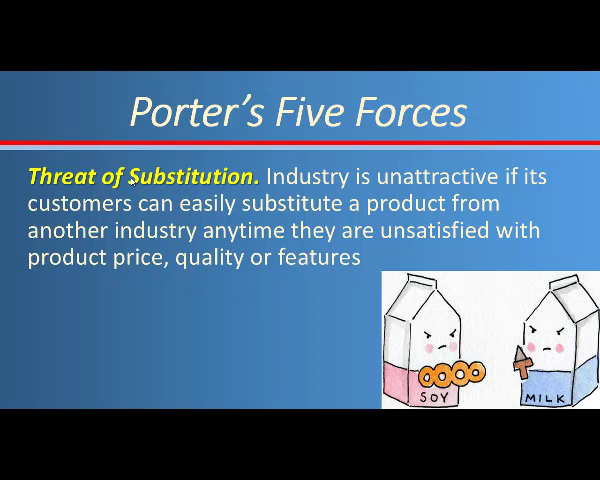 Porter's Five Forces
Threat of Substitution. Industry is unattractive if its
customers can easily substitute a product from
another industry anytime they are unsatisfied with
product price, quality or features
SOY
MILK